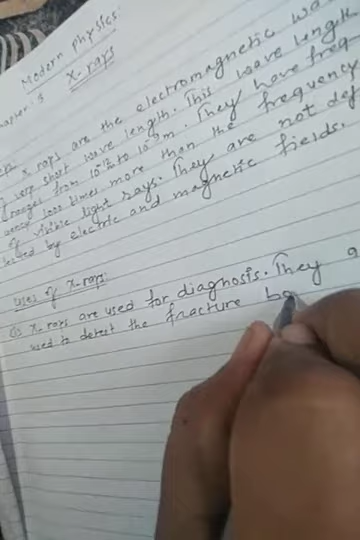 Modern Physics:
Chapter: 8 X-rays
X rays are the electromagnetic wa
very short wave length. This wave length
ranges from 10⁻¹² to 10⁻ m. They have freq-
1000 times more than the frequency
of visible light rays. They are not def
lected by electric and magnetic fields.
Uses of X-rays:
X-rays are used for diagnosis. They a
used to detect the fracture bo